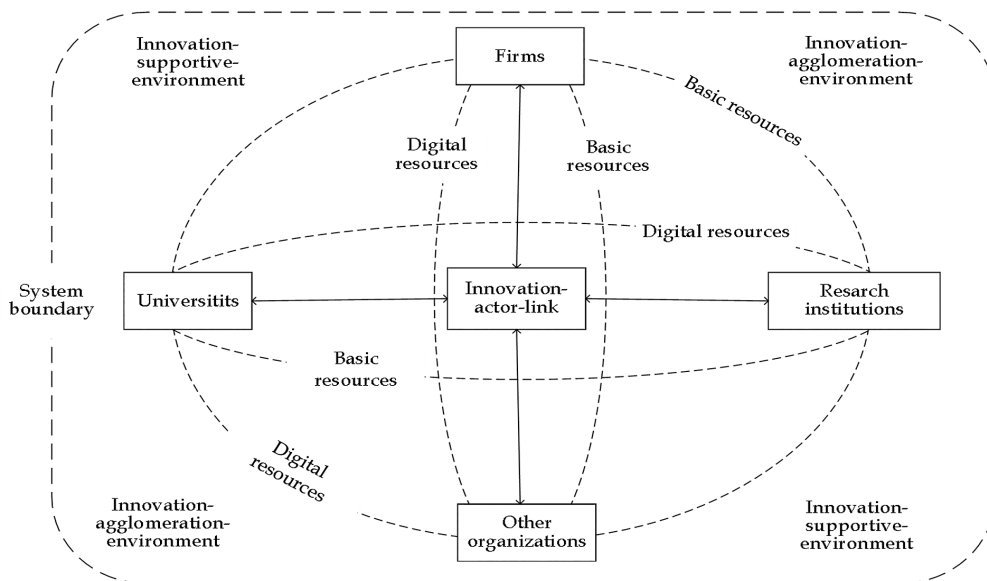 Innovation-
supportive-
environment
Firms
Innovation-
agglomeration-
environment
Basic resources
Digital
resources
Basic
resources
Digital resources
System
boundary
Universitits
Innovation-
actor-link
Resarch
institutions
Basic
resources
Digital
resources
Innovation-
agglomeration-
environment
Other
organizations
Innovation-
supportive-
environment